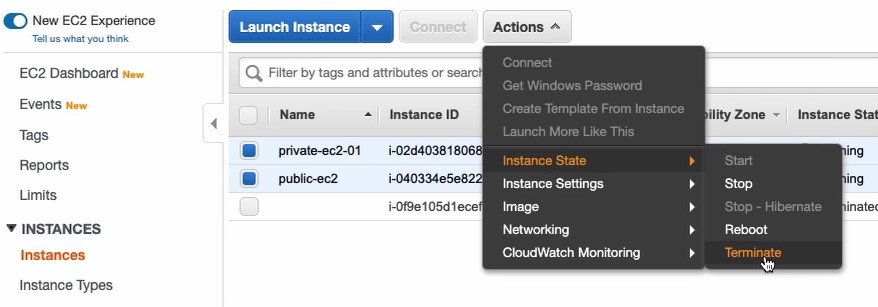 New EC2 Experience
Tell us what you think
EC2 Dashboard New
Events New
Tags
Reports
Limits
INSTANCES
Instances
Instance Types
Launch Instance
Connect
Actions
Filter by tags and attributes or search
Name
Instance ID
bility Zone
Instance Stat
private-ec2-01
i-02d403818068
ning
public-ec2
i-040334e5e822
ning
i-0f9e105d1ecef
minated
Connect
Get Windows Password
Create Template From Instance
Launch More Like This
Instance State
Instance Settings
Image
Networking
CloudWatch Monitoring
Start
Stop
Stop - Hibernate
Reboot
Terminate